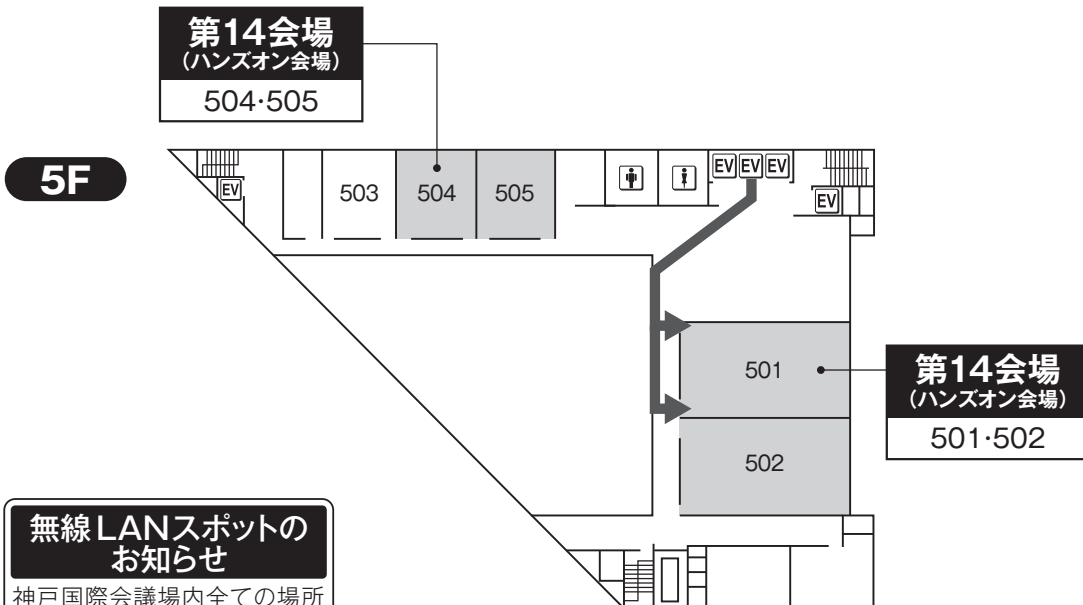 第14会場
(ハンズオン会場)
504·505
5F
EV
503
504
505
EV EV EV
EV
501
502
第14会場
(ハンズオン会場)
501·502
無線LANスポットの
お知らせ
神戸国際会議場内全ての場所